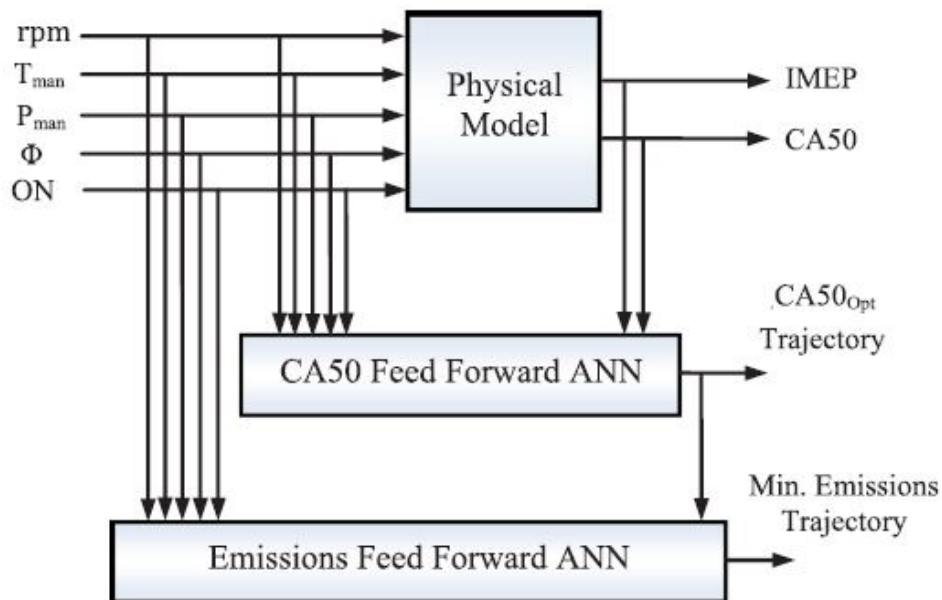 rpm
T_man
P_man
Φ
ON
Physical
Model
IMEP
CA50
CA50_Opt
Trajectory
CA50 Feed Forward ANN
Min. Emissions
Trajectory
Emissions Feed Forward ANN